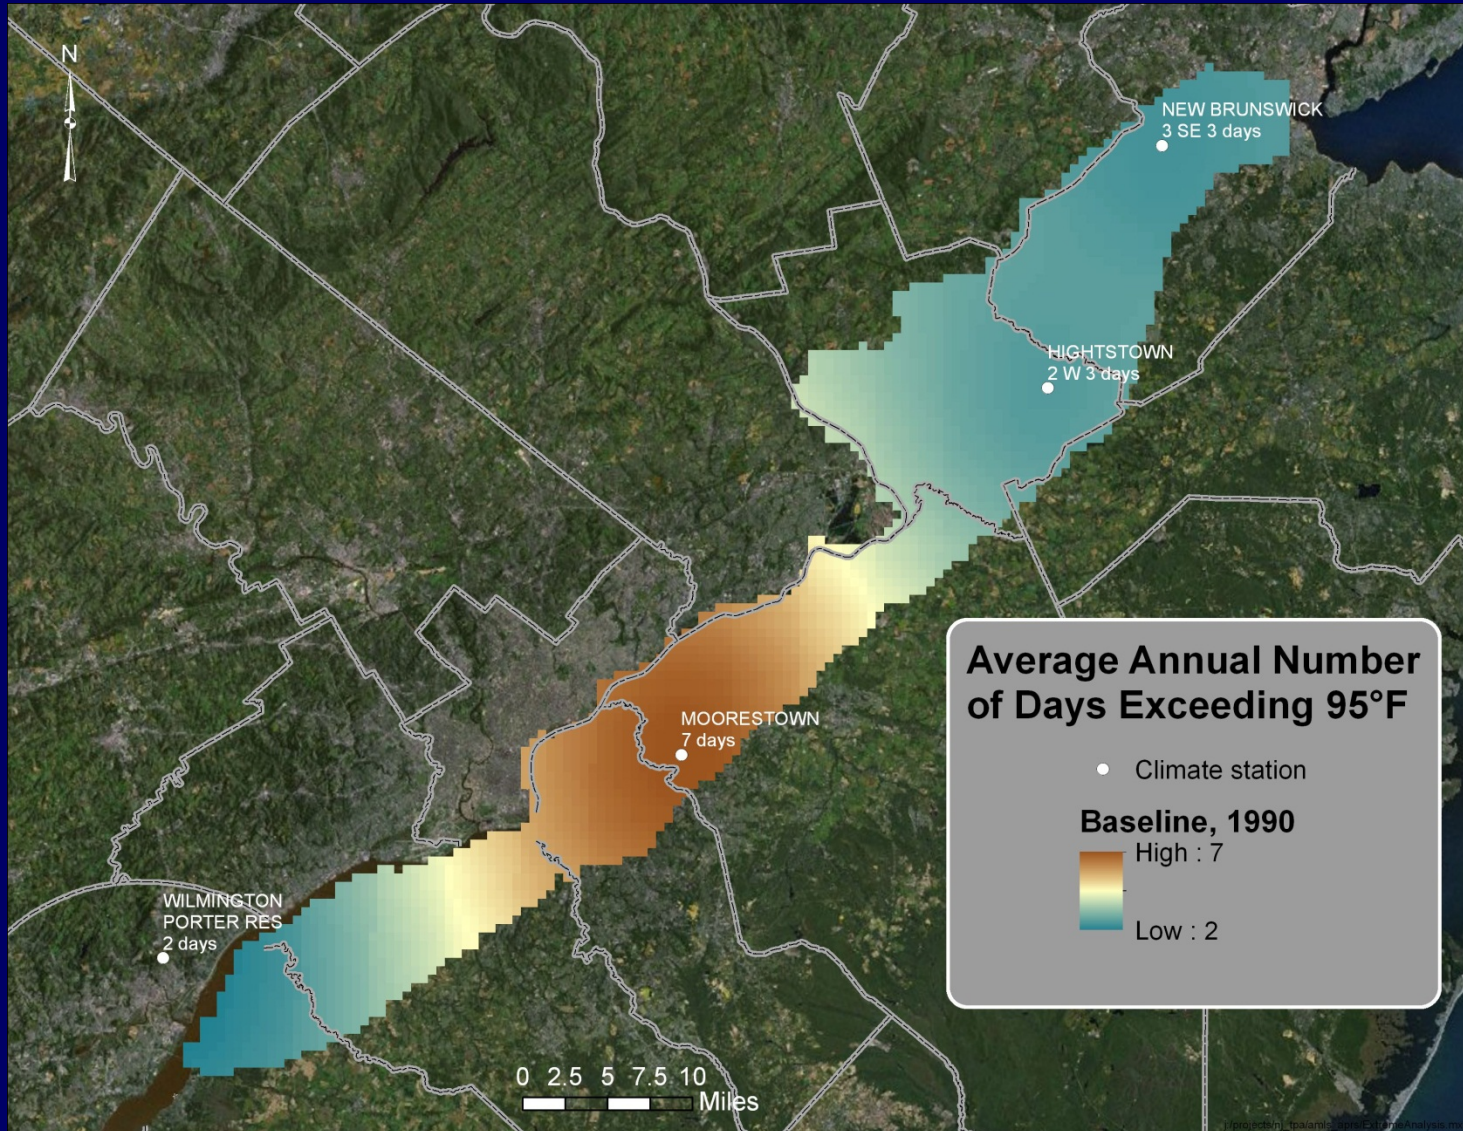 N
NEW BRUNSWICK
3 SE 3 days
HIGHTSTOWN
2 W 3 days
MOORESTOWN
7 days
WILMINGTON
PORTER RES
2 days
Average Annual Number
of Days Exceeding 95°F
Climate station
Baseline, 1990
High : 7
Low : 2
0 2.5 5 7.5 10
Miles